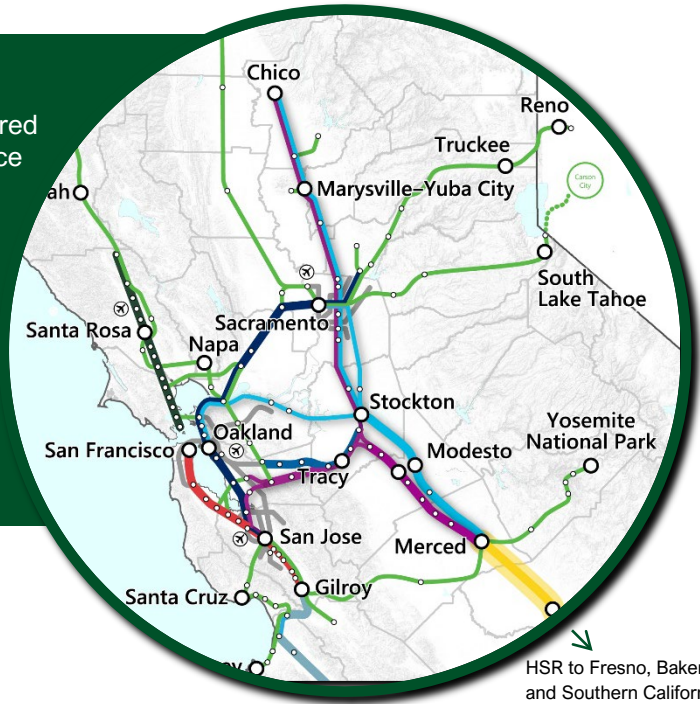 red
ce
Chico
Reno
Truckee
Carson
City
ah
Marysville–Yuba City
South
Lake Tahoe
Sacramento
Santa Rosa
Napa
Stockton
Yosemite
National Park
San Francisco
Oakland
Modesto
Tracy
San Jose
Merced
Gilroy
Santa Cruz
ey
HSR to Fresno, Baker
and Southern Califor